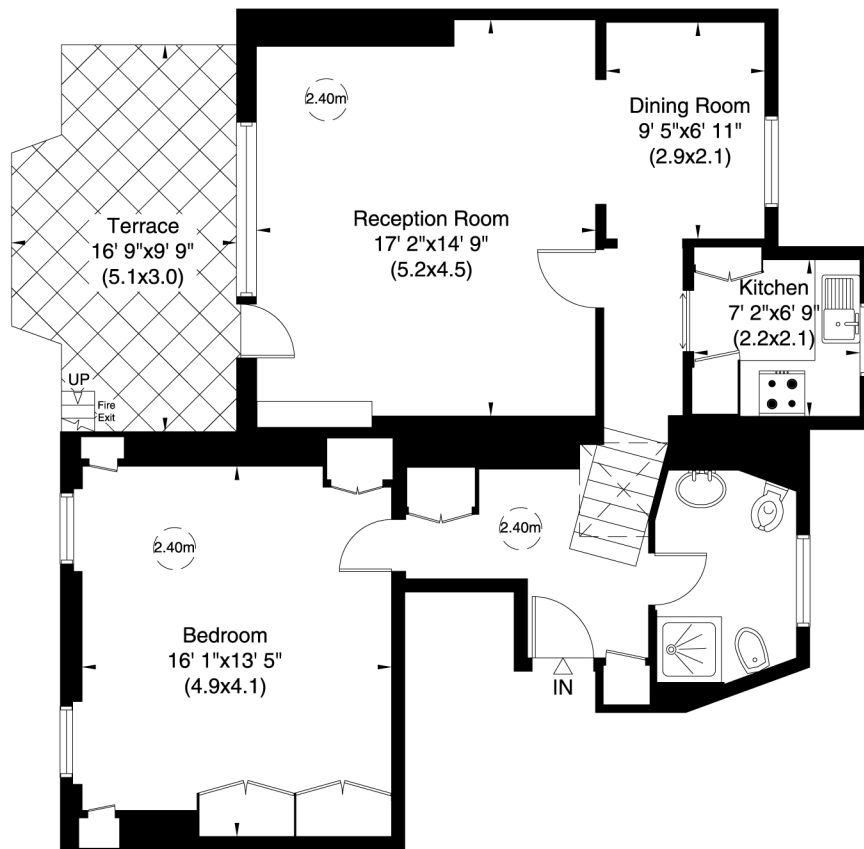 2.40m
Dining Room
9' 5"x6' 11"
(2.9x2.1)
Terrace
16' 9"x9' 9"
(5.1x3.0)
Reception Room
17' 2"x14' 9"
(5.2x4.5)
Kitchen
7' 2"x6' 9"
(2.2x2.1)
UP
Fire
Exit
2.40m
2.40m
Bedroom
16' 1"x13' 5"
(4.9x4.1)
IN